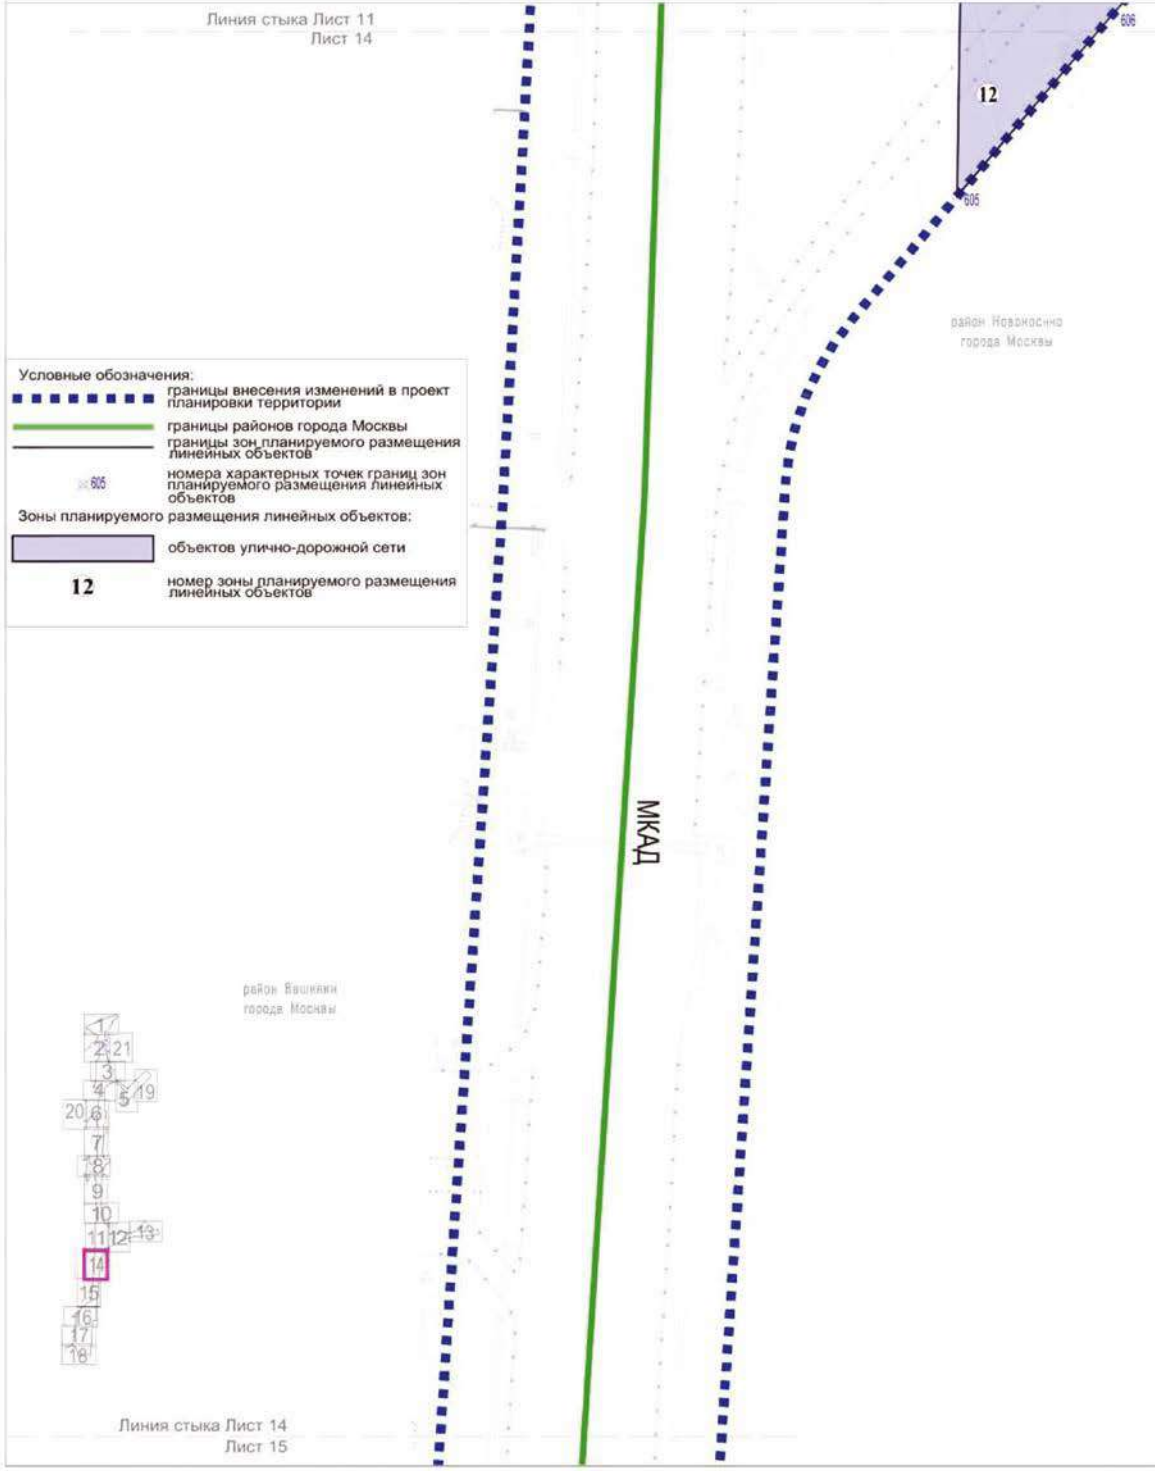 Линия стыка Лист 11
Лист 14
606
12
605
район Новокосино
города Москвы
Условные обозначения:
границы внесения изменений в проект
планировки территории
границы районов города Москвы
границы зон планируемого размещения
линейных объектов
605
номера характерных точек границ зон
планируемого размещения линейных
объектов
Зоны планируемого размещения линейных объектов:
объектов улично-дорожной сети
12
номер зоны планируемого размещения
линейных объектов
МКАД
район Вешняки
города Москвы
1
2 21
3
4 5 19
20 6
7
8
9
10
11 12 13
14
15
16
17
18
Линия стыка Лист 14
Лист 15